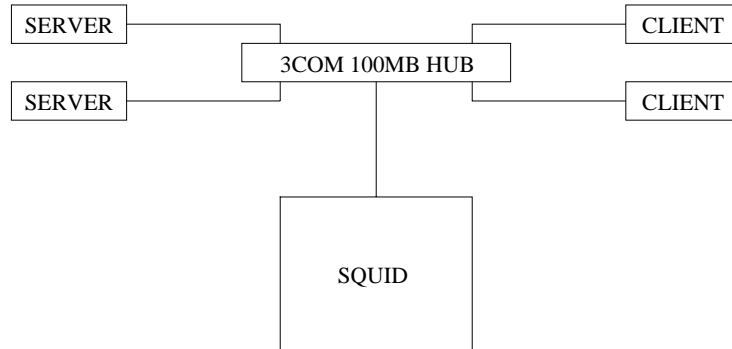 SERVER
CLIENT
3COM 100MB HUB
SERVER
CLIENT
SQUID